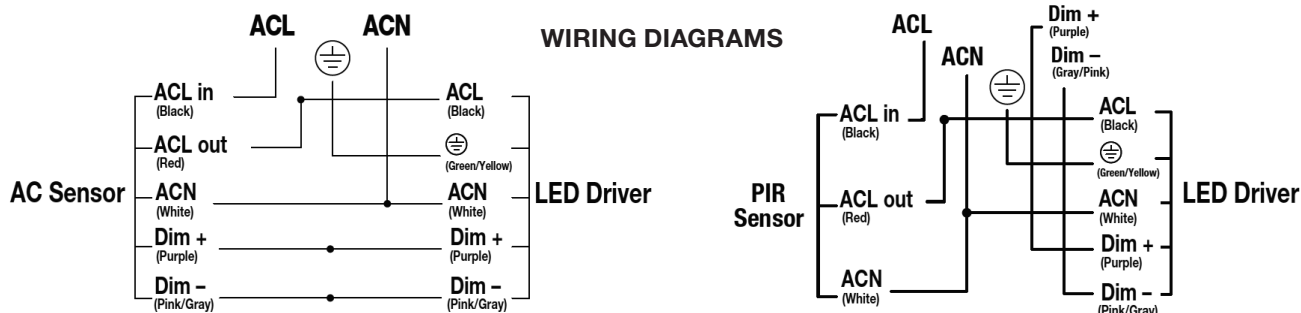 WIRING DIAGRAMS
ACL
ACN
AC Sensor
ACL in
(Black)
ACL out
(Red)
ACN
(White)
Dim +
(Purple)
Dim –
(Pink/Gray)
ACL
(Black)
(Green/Yellow)
ACN
(White)
Dim +
(Purple)
Dim –
(Pink/Gray)
LED Driver
ACL
ACN
Dim +
(Purple)
Dim –
(Gray/Pink)
PIR
Sensor
ACL in
(Black)
ACL out
(Red)
ACN
(White)
ACL
(Black)
(Green/Yellow)
ACN
(White)
Dim +
(Purple)
Dim –
(Pink/Gray)
LED Driver